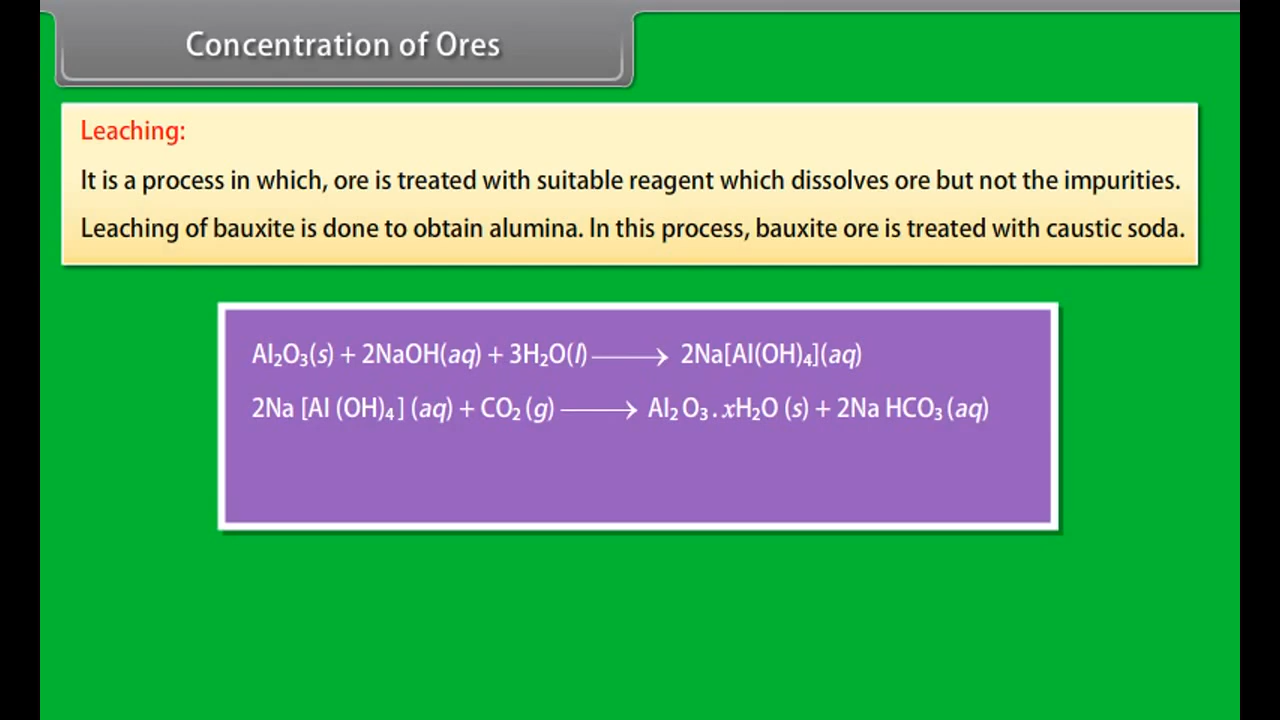 Concentration of Ores
Leaching:
It is a process in which, ore is treated with suitable reagent which dissolves ore but not the impurities.
Leaching of bauxite is done to obtain alumina. In this process, bauxite ore is treated with caustic soda.
Al₂O₃(s) + 2NaOH(aq) + 3H₂O(l) ⟶ 2Na[Al(OH)₄](aq)
2Na [Al (OH)₄] (aq) + CO₂ (g) ⟶ Al₂ O₃ . xH₂O (s) + 2Na HCO₃ (aq)